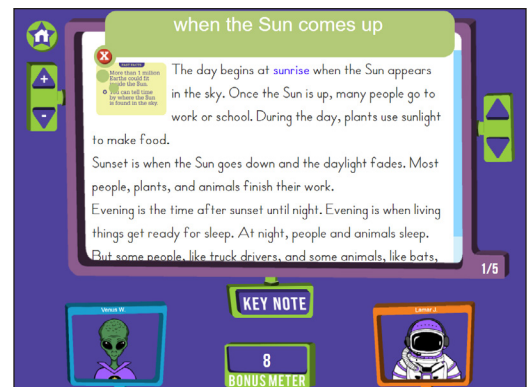 when the Sun comes up
X
More than 1 million
Earths could fit
inside the Sun.
You can tell time
by where the Sun
is found in the sky.
The day begins at sunrise when the Sun appears
in the sky. Once the Sun is up, many people go to
work or school. During the day, plants use sunlight
to make food.
Sunset is when the Sun goes down and the daylight fades. Most
people, plants, and animals finish their work.
Evening is the time after sunset until night. Evening is when living
things get ready for sleep. At night, people and animals sleep.
But some people, like truck drivers, and some animals, like bats,
+
-
1/5
KEY NOTE
Venus W.
Lamar J.
8
BONUS METER